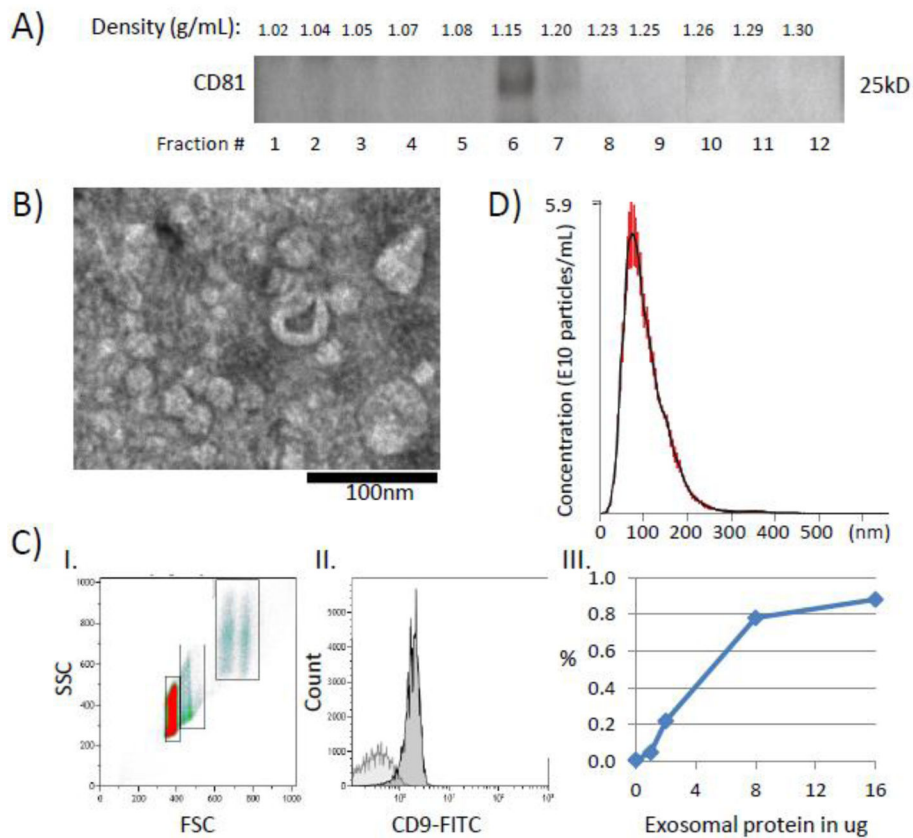 A) Density (g/mL): 1.02 1.04 1.05 1.07 1.08 1.15 1.20 1.23 1.25 1.26 1.29 1.30
CD81 25kD
Fraction # 1 2 3 4 5 6 7 8 9 10 11 12
B)
100nm
D)
5.9
Concentration (E10 particles/mL)
0 100 200 300 400 500 (nm)
C)
I.
SSC
1000
800
600
400
200
0
0 200 400 600 800 1000
FSC
II.
Count
5000
4000
3000
2000
1000
0
10⁰ 10¹ 10² 10³
CD9-FITC
III.
%
1.0
0.8
0.6
0.4
0.2
0.0
0 4 8 12 16
Exosomal protein in ug